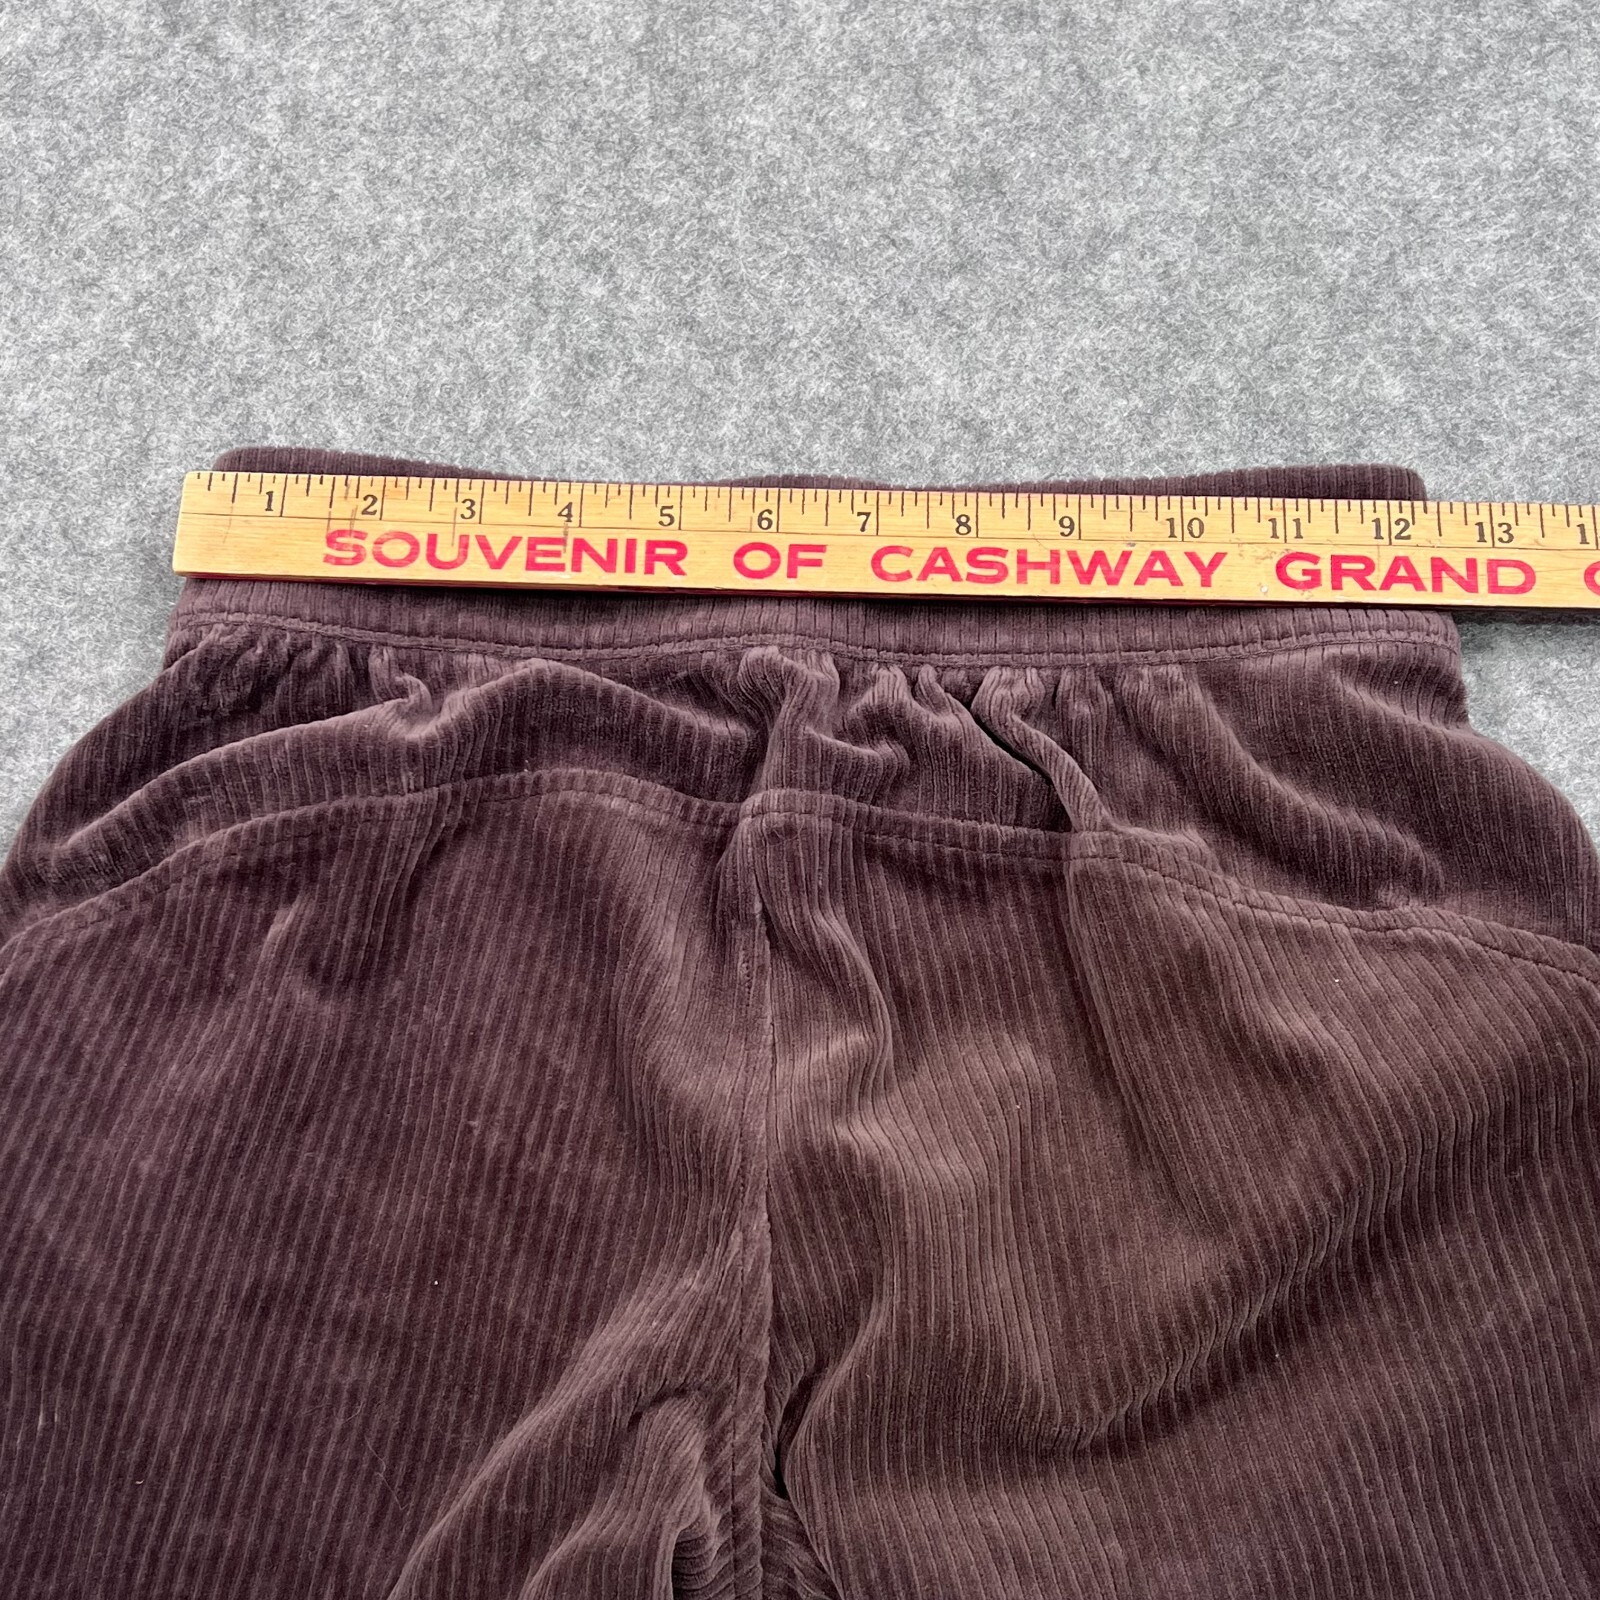 1 2 3 4 5 6 7 8 9 10 11 12 13
SOUVENIR OF CASHWAY GRAND